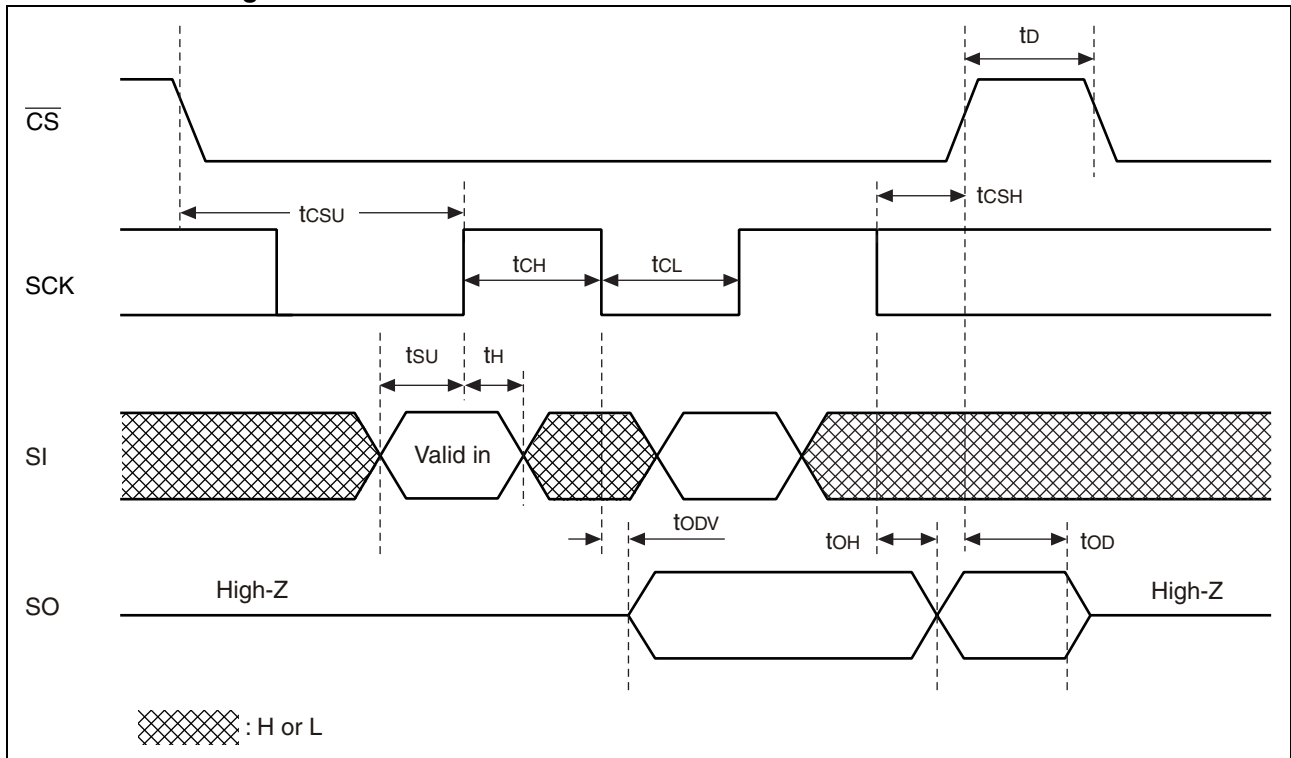 tD
CS
tCSH
tCSU
SCK
tCH
tCL
tSU
tH
SI
Valid in
tODV
tOH
tOD
SO
High-Z
High-Z
: H or L